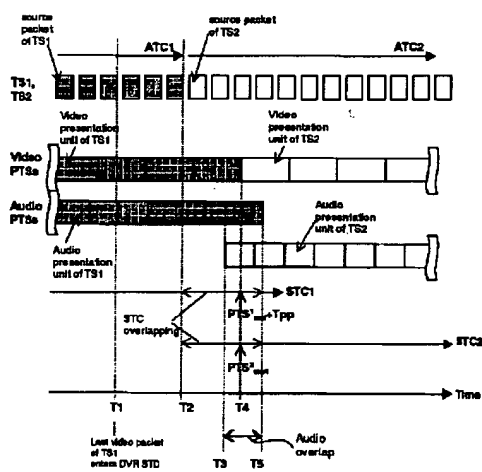 source
packet
of TS1
ATC1
source
packet
of TS2
ATC2
TS1,
TS2
Video
presentation
unit of TS1
Video
presentation
unit of TS2
Video
PTSs
Audio
PTSs
Audio
presentation
unit of TS1
Audio
presentation
unit of TS2
STC1
STC
overlapping
+Tpp
STC2
Time
T1
T2
T4
Last video packet
of TS1
enters DVR STD
T3
T5
Audio
overlap